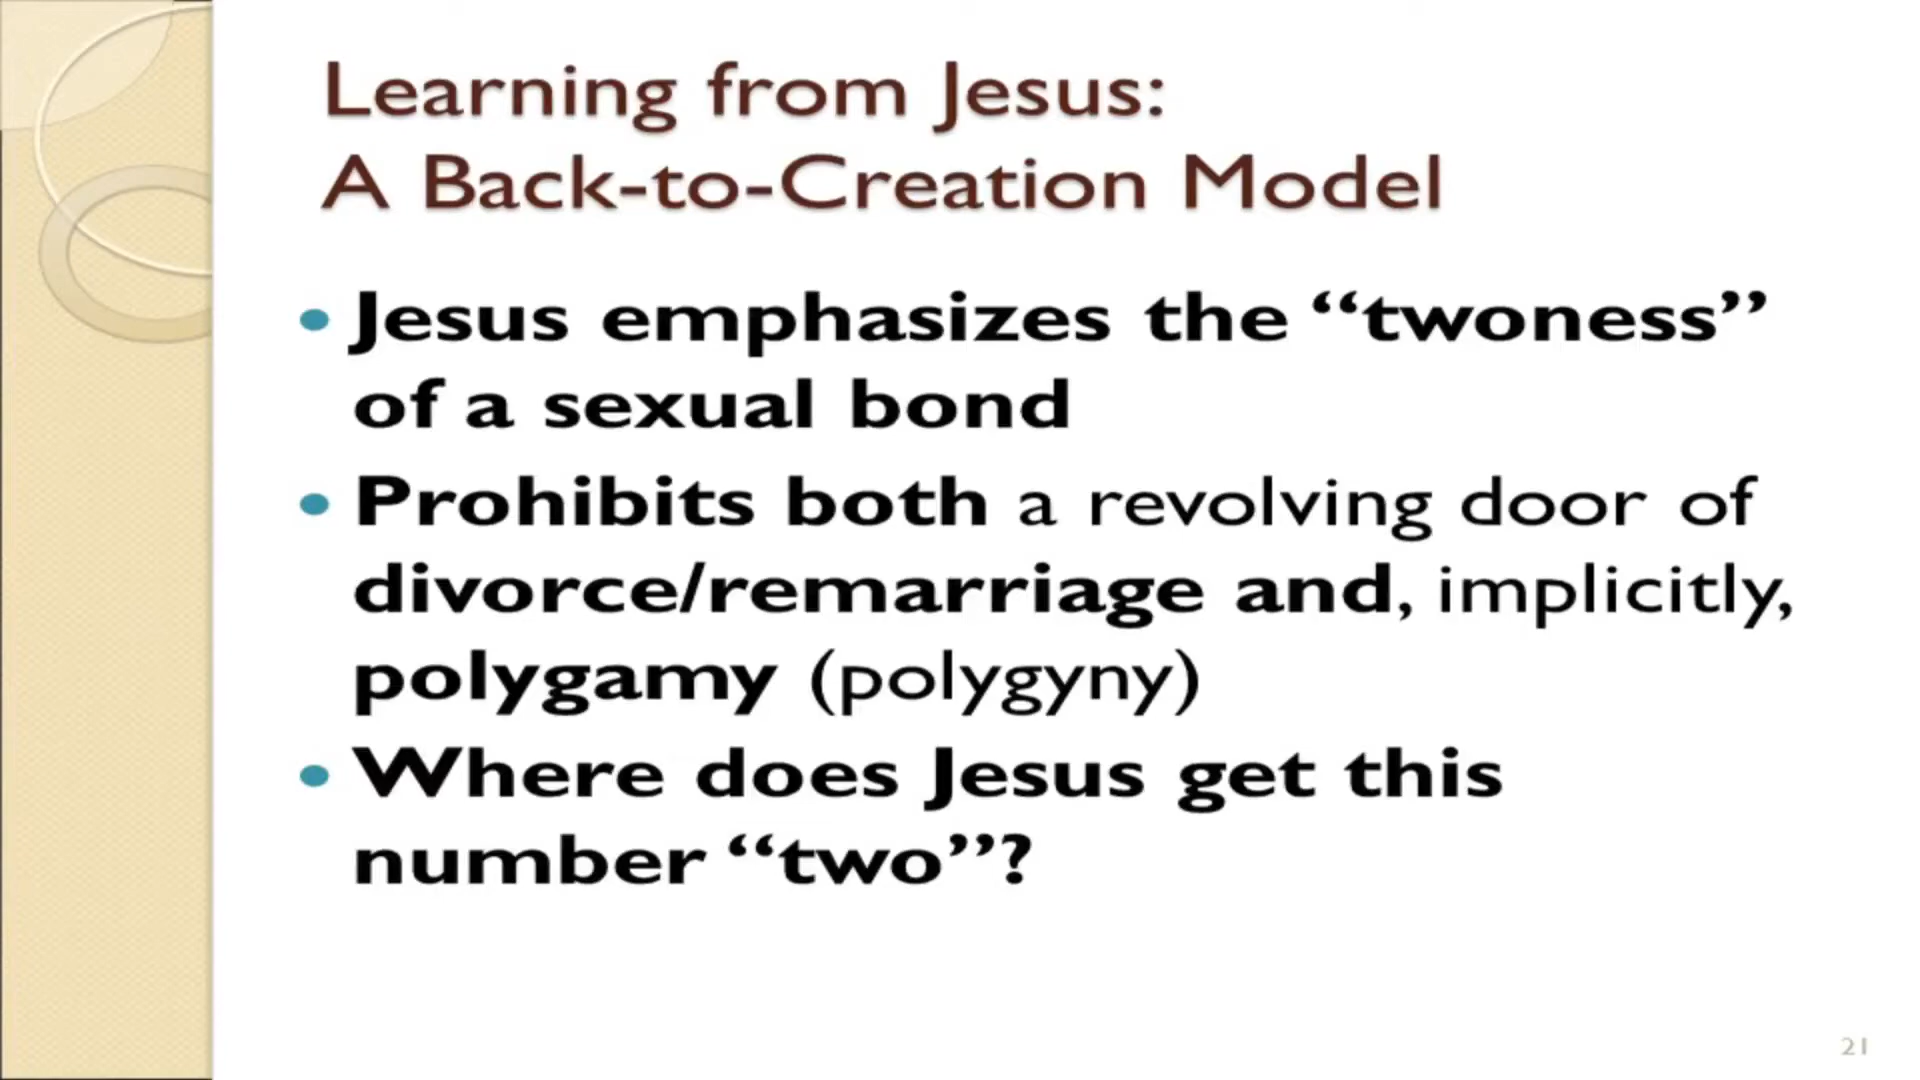 Learning from Jesus:
A Back-to-Creation Model
• Jesus emphasizes the “twoness”
of a sexual bond
• Prohibits both a revolving door of
divorce/remarriage and, implicitly,
polygamy (polygyny)
• Where does Jesus get this
number “two”?
21